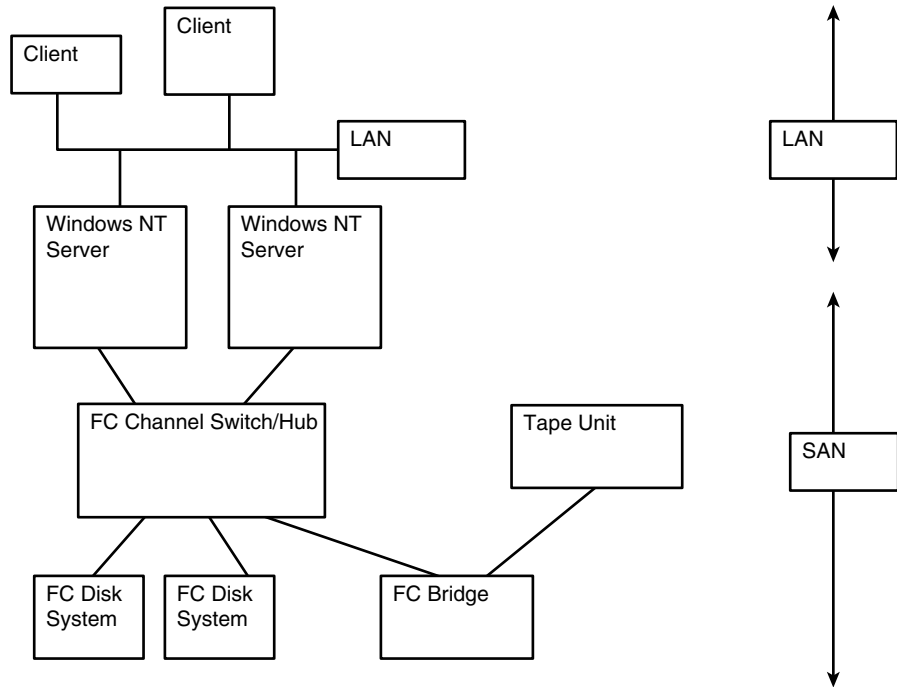 Client
Client
LAN
LAN
Windows NT
Server
Windows NT
Server
FC Channel Switch/Hub
Tape Unit
SAN
FC Disk
System
FC Disk
System
FC Bridge